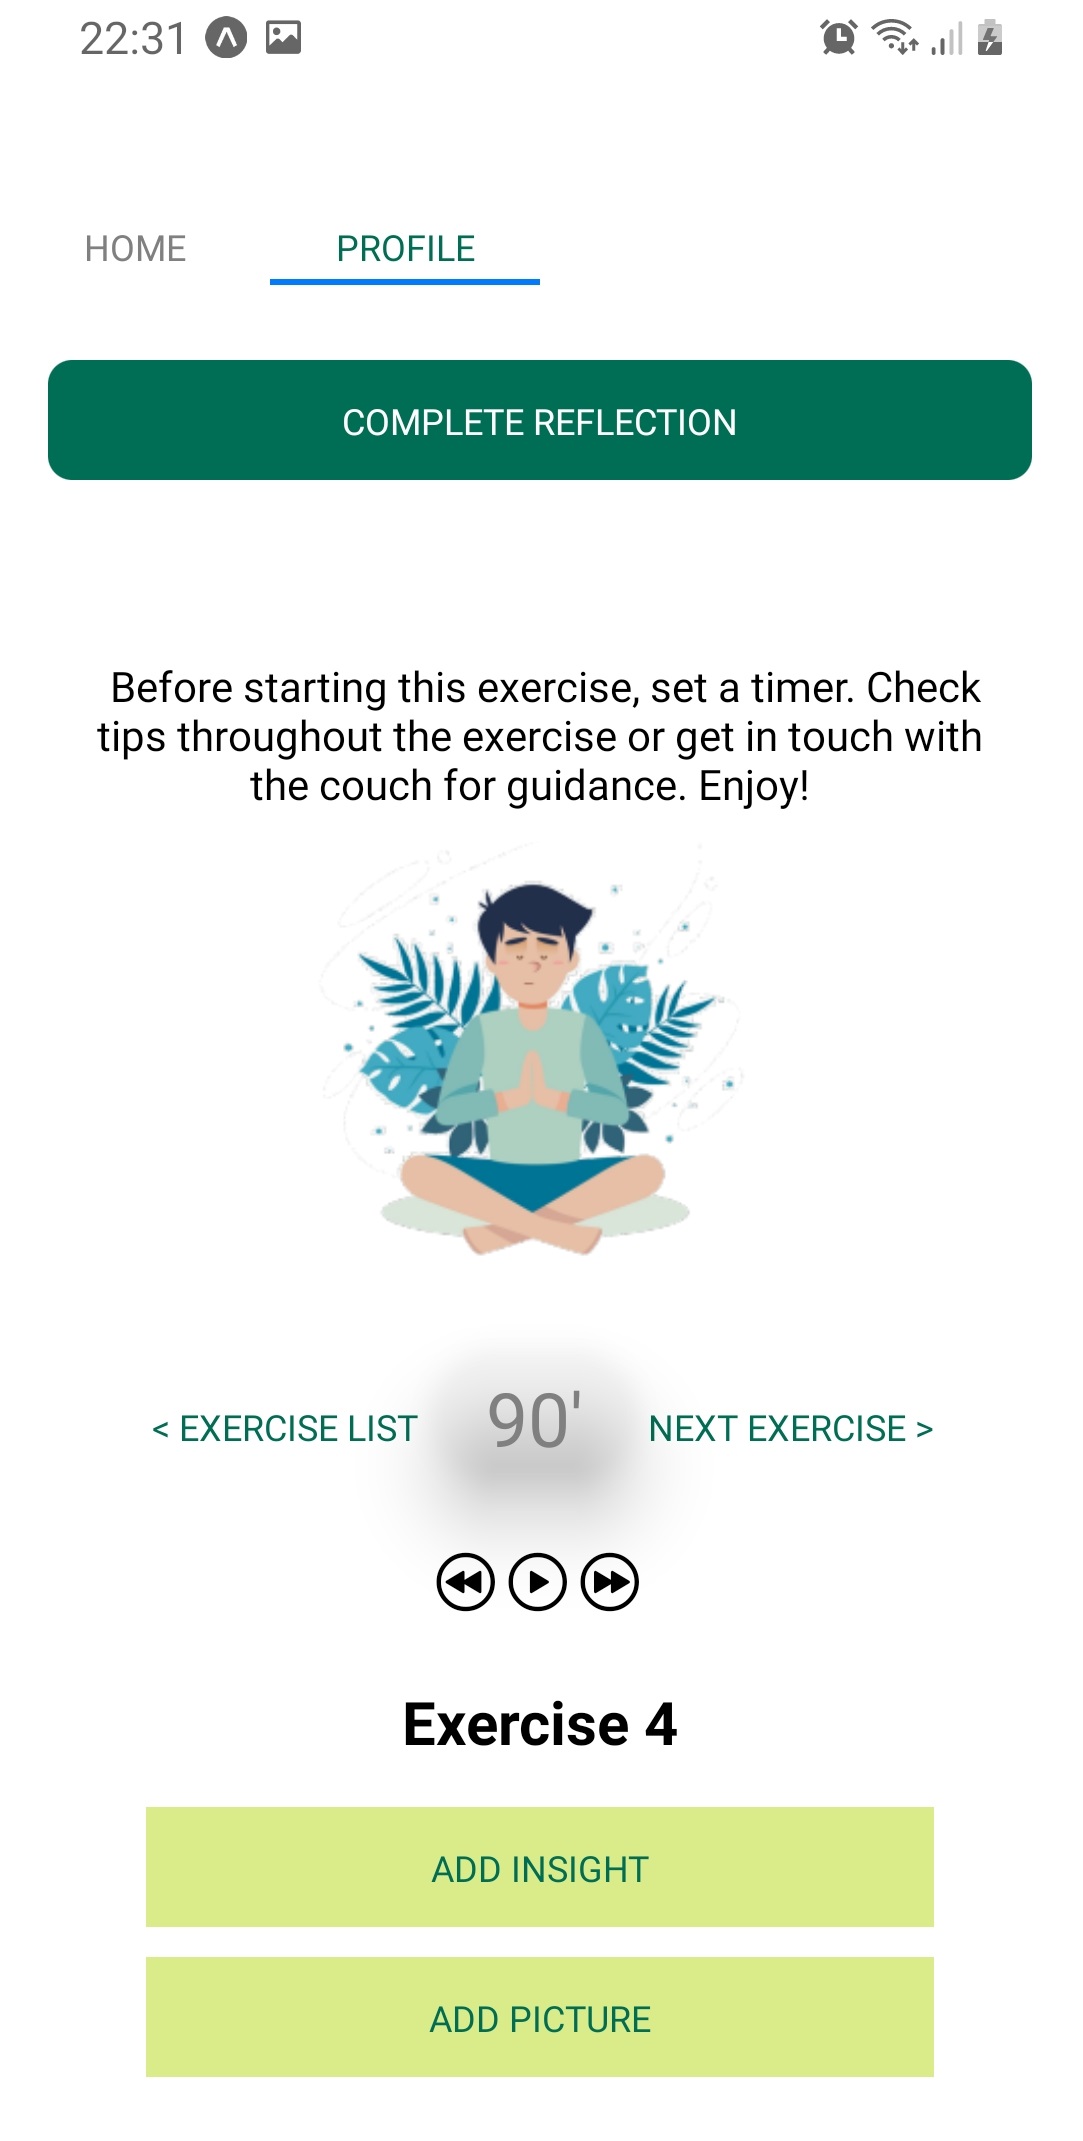 22:31
HOME PROFILE
COMPLETE REFLECTION
Before starting this exercise, set a timer. Check
tips throughout the exercise or get in touch with
the couch for guidance. Enjoy!
< EXERCISE LIST 90' NEXT EXERCISE >
Exercise 4
ADD INSIGHT
ADD PICTURE